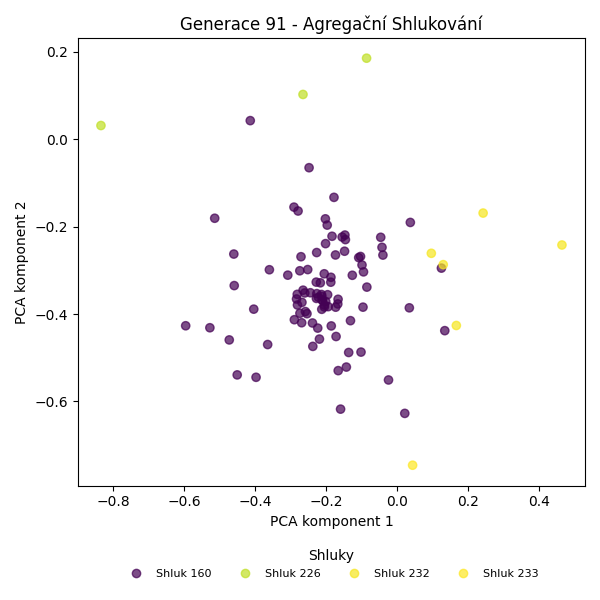 Generace 91 - Agregační Shlukování
0.2
0.0
−0.2
−0.4
−0.6
PCA komponent 2
−0.8 −0.6 −0.4 −0.2 0.0 0.2 0.4
PCA komponent 1
Shluky
Shluk 160 Shluk 226 Shluk 232 Shluk 233